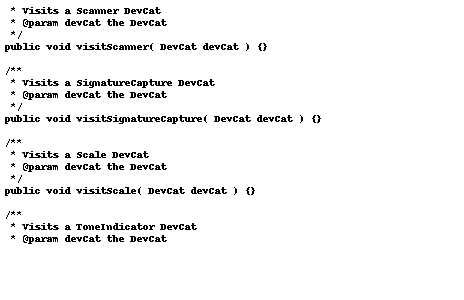 * Visits a Scanner DevCat
 * @param devCat the DevCat
 */
public void visitScanner( DevCat devCat ) {}

/**
 * Visits a SignatureCapture DevCat
 * @param devCat the DevCat
 */
public void visitSignatureCapture( DevCat devCat ) {}

/**
 * Visits a Scale DevCat
 * @param devCat the DevCat
 */
public void visitScale( DevCat devCat ) {}

/**
 * Visits a ToneIndicator DevCat
 * @param devCat the DevCat